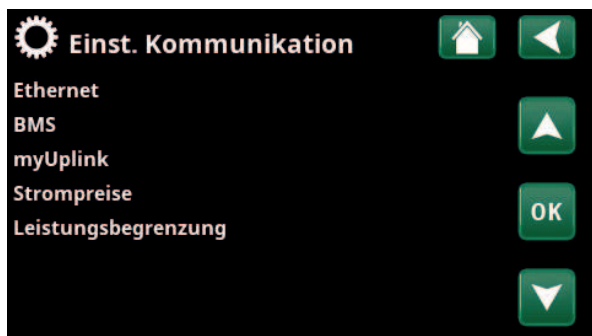 Einst. Kommunikation
Ethernet
BMS
myUplink
Strompreise
OK
Leistungsbegrenzung